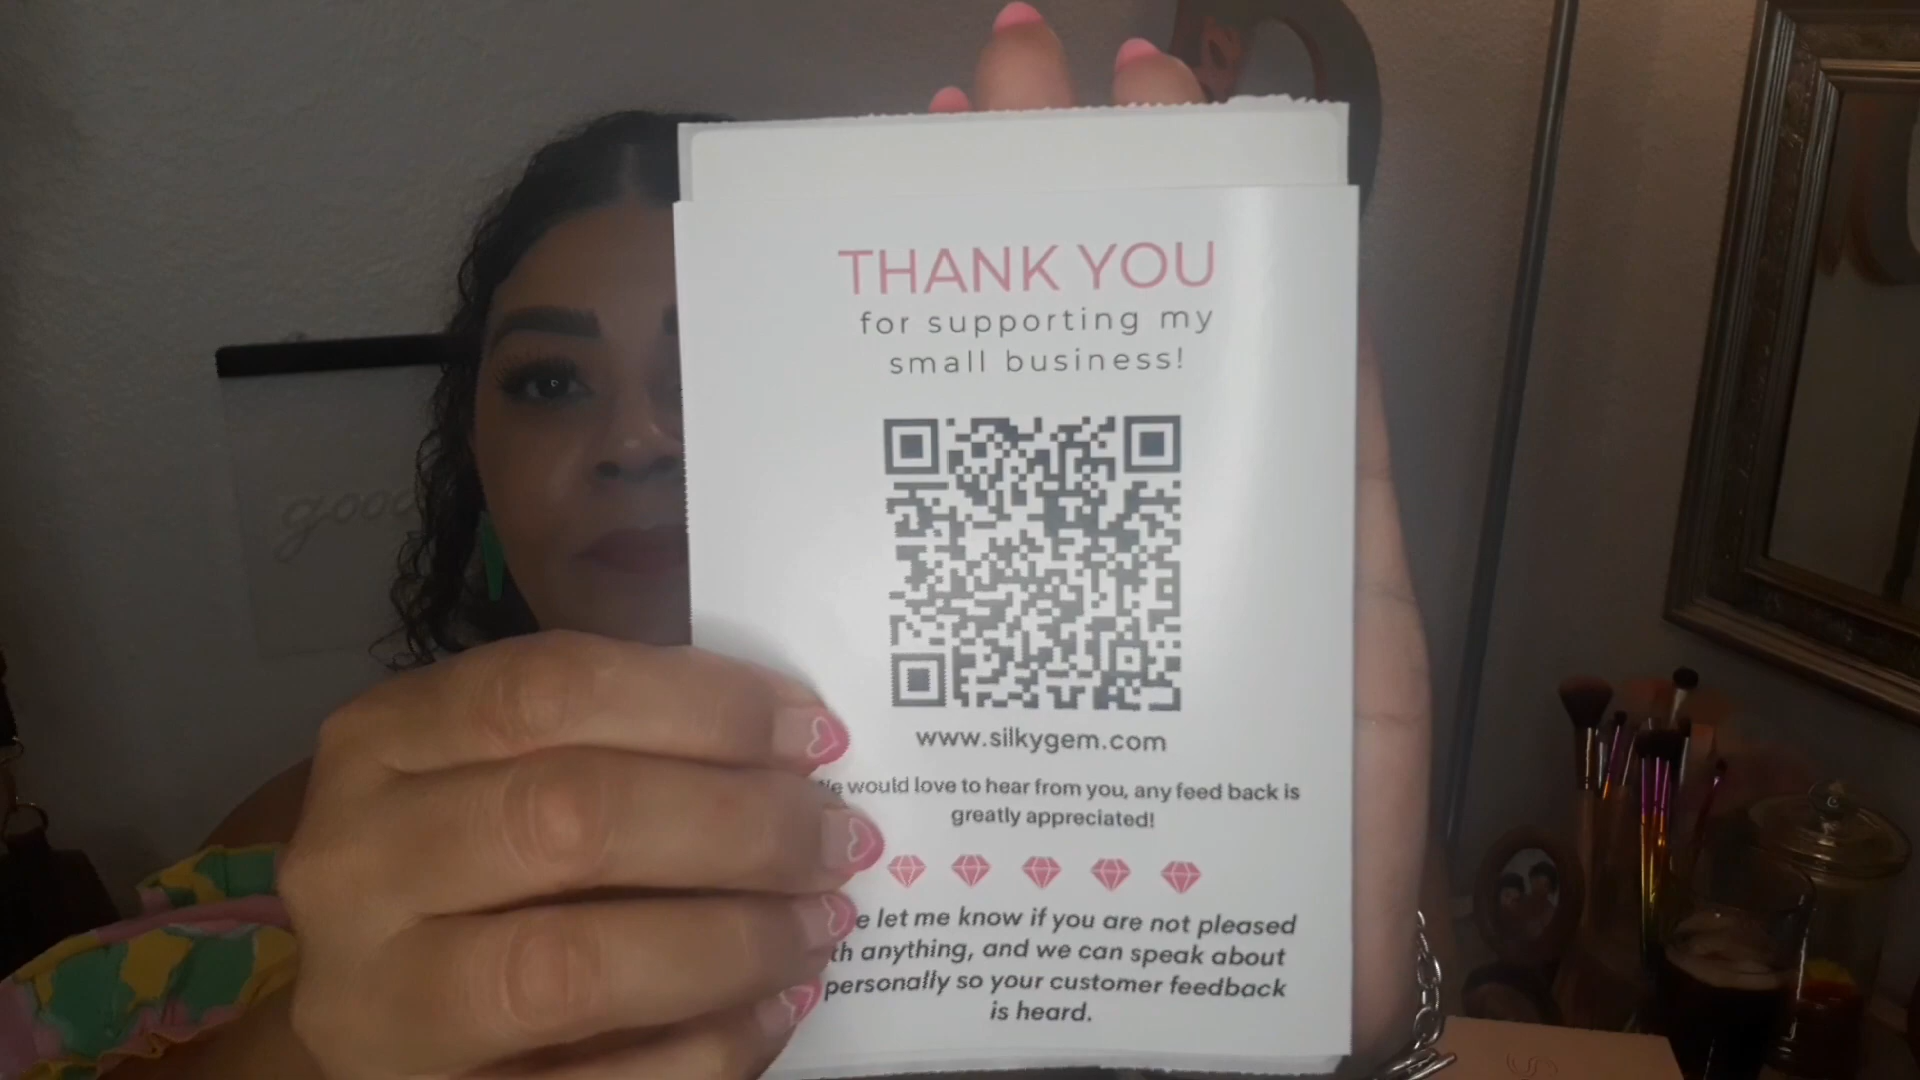 THANK YOU
for supporting my
small business!
www.silkygem.com
would love to hear from you, any feed back is
greatly appreciated!
let me know if you are not pleased
anything, and we can speak about
personally so your customer feedback
is heard.
good